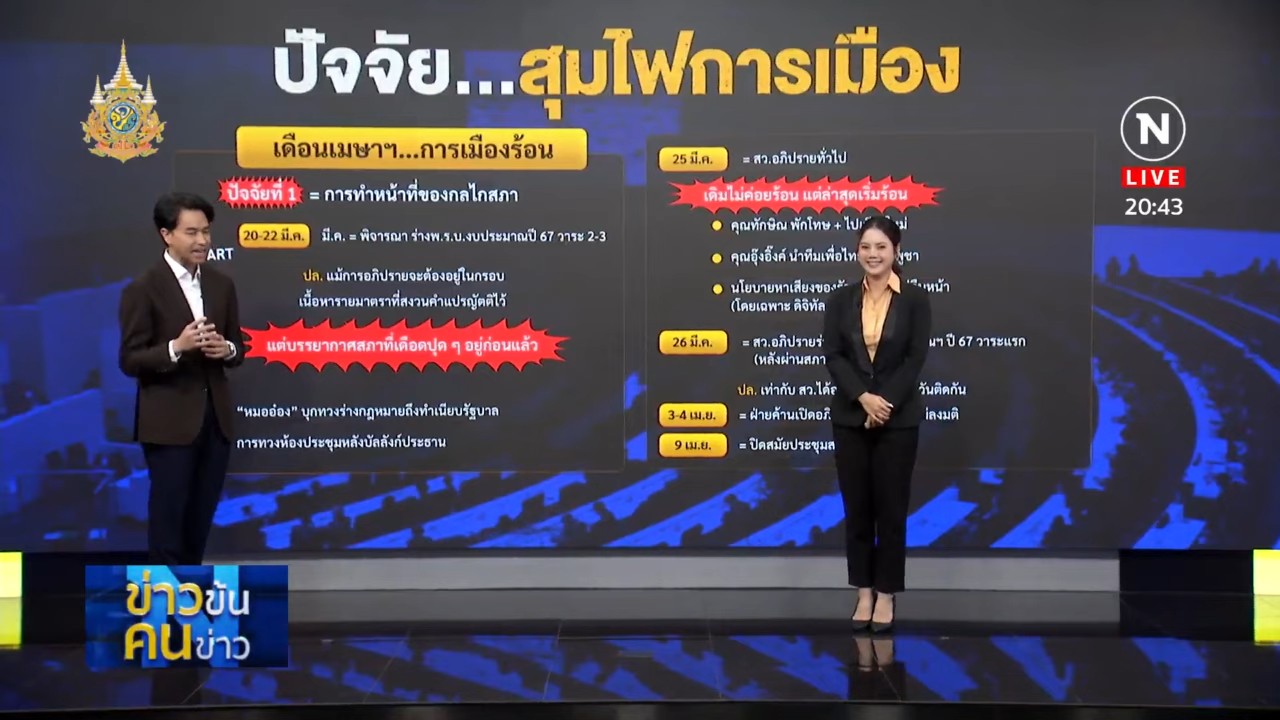 ปัจจัย...สุมไฟการเมือง
N
LIVE
20:43
เดือนเมษาฯ...การเมืองร้อน
ปัจจัยที่ 1 = การทำหน้าที่ของกลไกสภา
20-22 มี.ค. มี.ค. = พิจารณา ร่างพ.ร.บ.งบประมาณปี 67 วาระ 2-3
ART
ปล. แม้การอภิปรายจะต้องอยู่ในกรอบ
เนื้อหารายมาตราที่สงวนคำแปรญัตติไว้
แต่บรรยากาศสภาที่เดือดปุด ๆ อยู่ก่อนแล้ว
“หมออ๋อง” บุกทวงร่างกฎหมายถึงทำเนียบรัฐบาล
การทวงห้องประชุมหลังบัลลังก์ประธาน
25 มี.ค. = สว.อภิปรายทั่วไป
เดิมไม่ค่อยร้อน แต่ล่าสุดเริ่มร้อน
คุณทักษิณ พักโทษ +
คุณอุ๊งอิ๊งค์ นำทีมเพื่อไท
นโยบายหาเสียงของ
(โดยเฉพาะ ดิจิทัล
26 มี.ค. = สว.อภิปราย ปี 67 วาระแรก
(หลังผ่านสภา
ปล. เท่ากับ สว.ได้ วันติดกัน
3-4 เม.ย. = ฝ่ายค้านเปิดอภิ ลงมติ
9 เม.ย. = ปิดสมัยประชุม
ข่าวข้น
คนข่าว